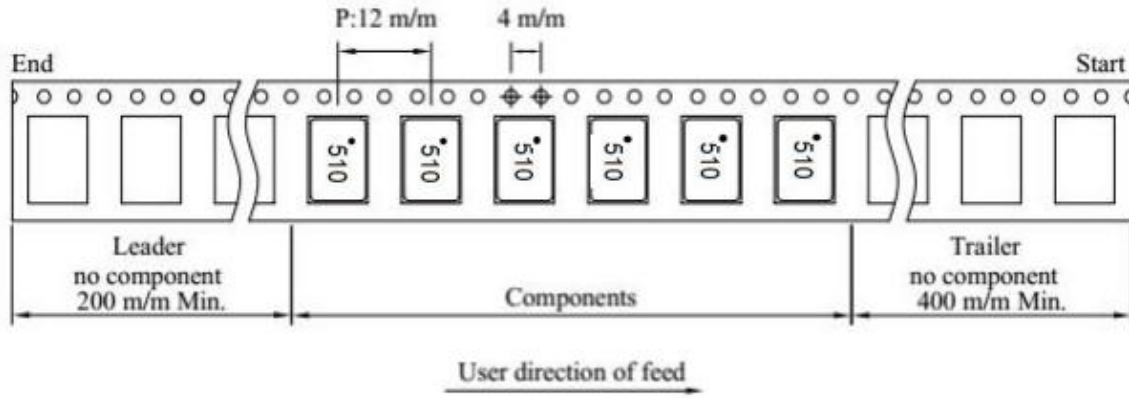 P:12 m/m
4 m/m
End
Start
510
510
510
510
510
510
Leader
no component
200 m/m Min.
Components
Trailer
no component
400 m/m Min.
User direction of feed